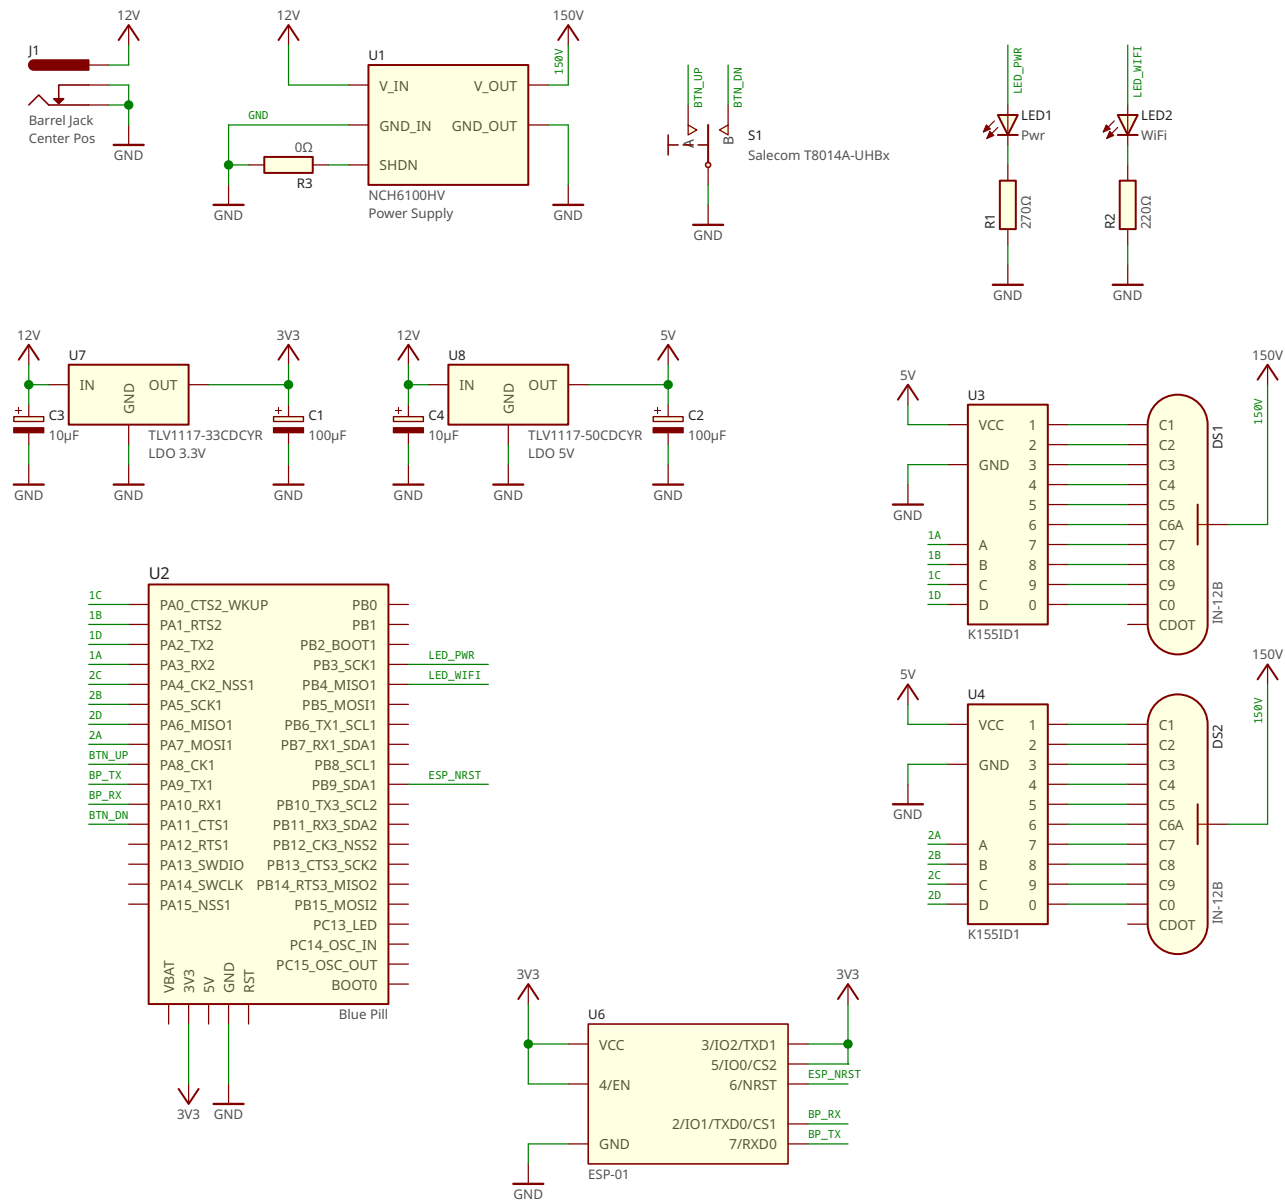 12V
J1
Barrel Jack
Center Pos
GND
12V
150V
U1
150V
V_IN
V_OUT
GND
GND_IN
GND_OUT
0Ω
SHDN
R3
NCH6100HV
Power Supply
GND
GND
BTN_UP
BTN_DN
A
B
S1
Salecom T8014A-UHBx
GND
LED_PWR
LED1
Pwr
R1
270Ω
GND
LED_WIFI
LED2
WiFi
R2
220Ω
GND
12V
U7
3V3
IN
OUT
GND
+
C3
10µF
+
C1
100µF
TLV1117-33CDCYR
LDO 3.3V
GND
GND
GND
12V
U8
5V
IN
OUT
GND
+
C4
10µF
+
C2
100µF
TLV1117-50CDCYR
LDO 5V
GND
GND
GND
150V
5V
U3
150V
DS1
VCC
1
C1
2
C2
GND
3
C3
4
C4
5
C5
GND
6
C6A
1A
A
7
C7
1B
B
8
C8
1C
C
9
C9
1D
D
0
C0
CDOT
K155ID1
IN-12B
150V
5V
U4
150V
DS2
VCC
1
C1
2
C2
GND
3
C3
4
C4
5
C5
GND
6
C6A
2A
A
7
C7
2B
B
8
C8
2C
C
9
C9
2D
D
0
C0
CDOT
K155ID1
IN-12B
U2
1C
PA0_CTS2_WKUP
PB0
1B
PA1_RTS2
PB1
1D
PA2_TX2
PB2_BOOT1
1A
PA3_RX2
PB3_SCK1
LED_PWR
2C
PA4_CK2_NSS1
PB4_MISO1
LED_WIFI
2B
PA5_SCK1
PB5_MOSI1
2D
PA6_MISO1
PB6_TX1_SCL1
2A
PA7_MOSI1
PB7_RX1_SDA1
BTN_UP
PA8_CK1
PB8_SCL1
BP_TX
PA9_TX1
PB9_SDA1
ESP_NRST
BP_RX
PA10_RX1
PB10_TX3_SCL2
BTN_DN
PA11_CTS1
PB11_RX3_SDA2
PA12_RTS1
PB12_CK3_NSS2
PA13_SWDIO
PB13_CTS3_SCK2
PA14_SWCLK
PB14_RTS3_MISO2
PA15_NSS1
PB15_MOSI2
PC13_LED
PC14_OSC_IN
PC15_OSC_OUT
BOOT0
VBAT
3V3
5V
GND
RST
Blue Pill
3V3
GND
3V3
3V3
U6
VCC
3/IO2/TXD1
5/IO0/CS2
4/EN
6/NRST
ESP_NRST
2/IO1/TXD0/CS1
BP_RX
GND
7/RXD0
BP_TX
ESP-01
GND